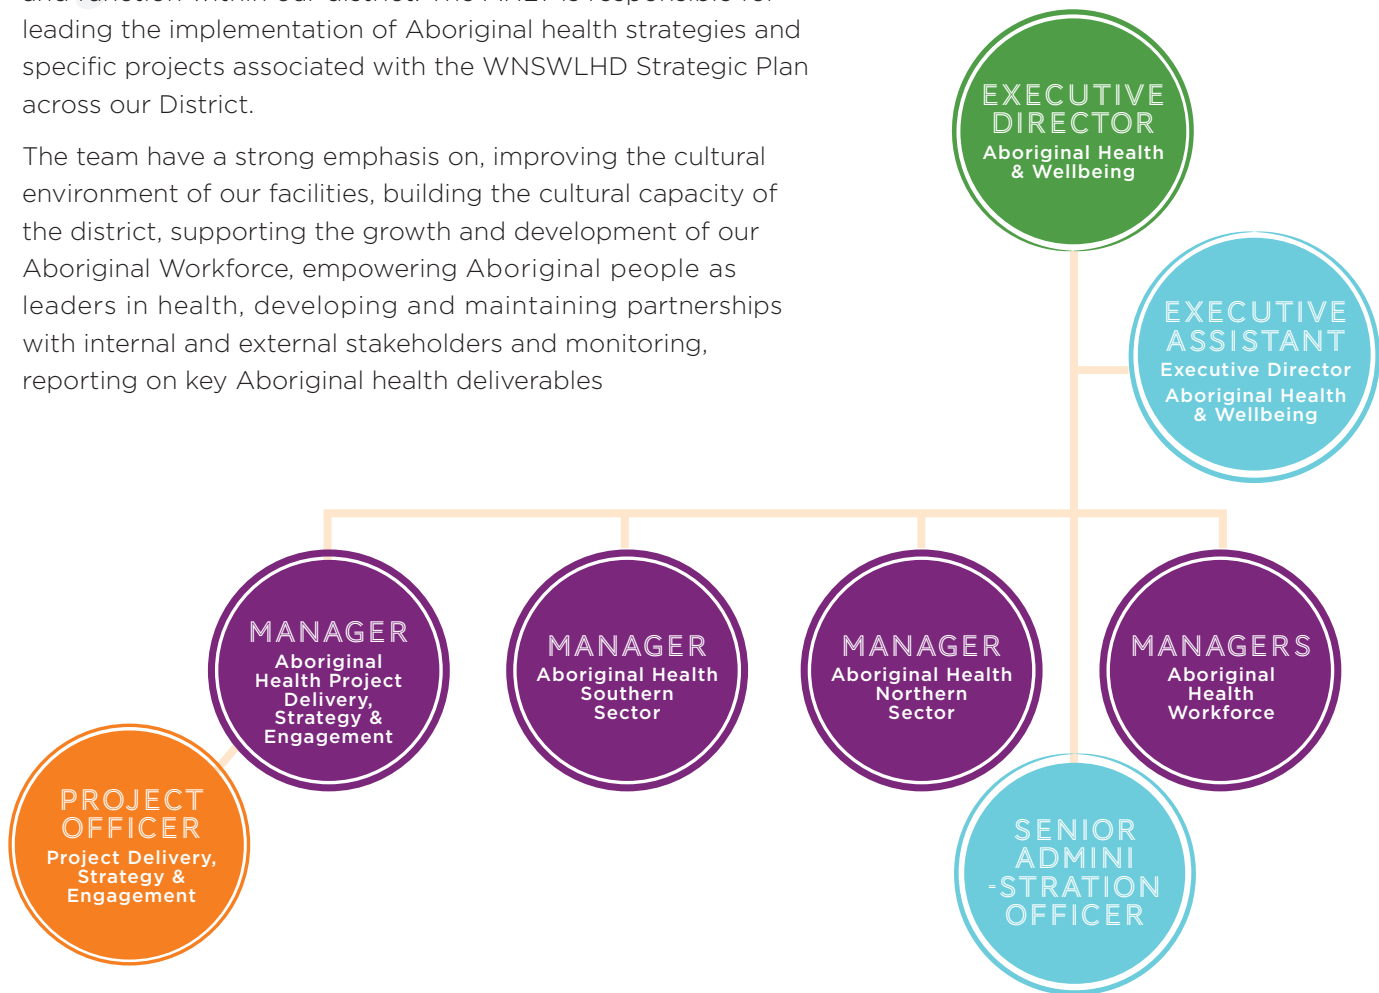 leading the implementation of Aboriginal health strategies and
specific projects associated with the WNSWLHD Strategic Plan
across our District.
The team have a strong emphasis on, improving the cultural
environment of our facilities, building the cultural capacity of
the district, supporting the growth and development of our
Aboriginal Workforce, empowering Aboriginal people as
leaders in health, developing and maintaining partnerships
with internal and external stakeholders and monitoring,
reporting on key Aboriginal health deliverables
EXECUTIVE
DIRECTOR
Aboriginal Health
& Wellbeing
EXECUTIVE
ASSISTANT
Executive Director
Aboriginal Health
& Wellbeing
MANAGER
Aboriginal
Health Project
Delivery,
Strategy &
Engagement
MANAGER
Aboriginal Health
Southern
Sector
MANAGER
Aboriginal Health
Northern
Sector
MANAGERS
Aboriginal
Health
Workforce
PROJECT
OFFICER
Project Delivery,
Strategy &
Engagement
SENIOR
ADMINI
-STRATION
OFFICER